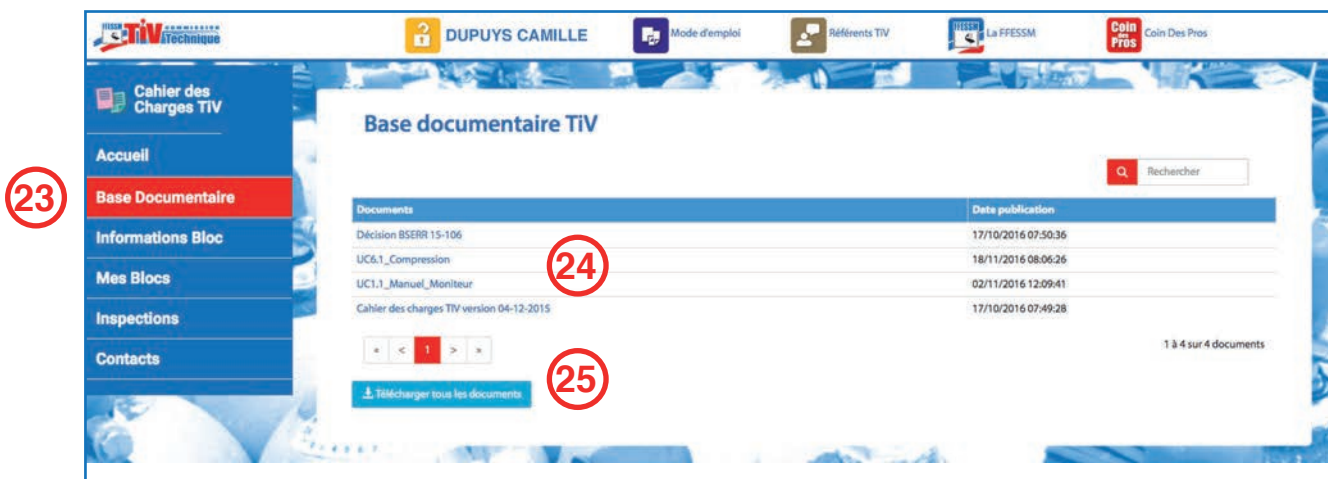 TiV COMMISSION Technique
DUPUYS CAMILLE
Mode d'emploi
Référents TiV
La FFESSM
Coin des Pros
Coin Des Pros
Cahier des
Charges TiV
Accueil
Base Documentaire
Informations Bloc
Mes Blocs
Inspections
Contacts
23
Base documentaire TiV
Rechercher
Documents Date publication
Décision BSERR 15-106 17/10/2016 07:50:36
UC6.1_Compression 18/11/2016 08:06:26
24
UC1.1_Manuel_Moniteur 02/11/2016 12:09:41
Cahier des charges TIV version 04-12-2015 17/10/2016 07:49:28
« < 1 > »
1 à 4 sur 4 documents
25
Télécharger tous les documents